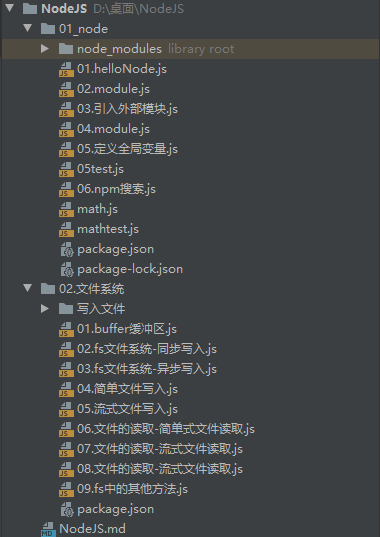 NodeJS D:\桌面\NodeJS
01_node
node_modules library root
01.helloNode.js
02.module.js
03.引入外部模块.js
04.module.js
05.定义全局变量.js
05test.js
06.npm搜索.js
math.js
mathtest.js
package.json
package-lock.json
02.文件系统
写入文件
01.buffer缓冲区.js
02.fs文件系统-同步写入.js
03.fs文件系统-异步写入.js
04.简单文件写入.js
05.流式文件写入.js
06.文件的读取-简单式文件读取.js
07.文件的读取-流式文件读取.js
08.文件的读取-流式文件读取.js
09.fs中的其他方法.js
package.json
NodeJS.md